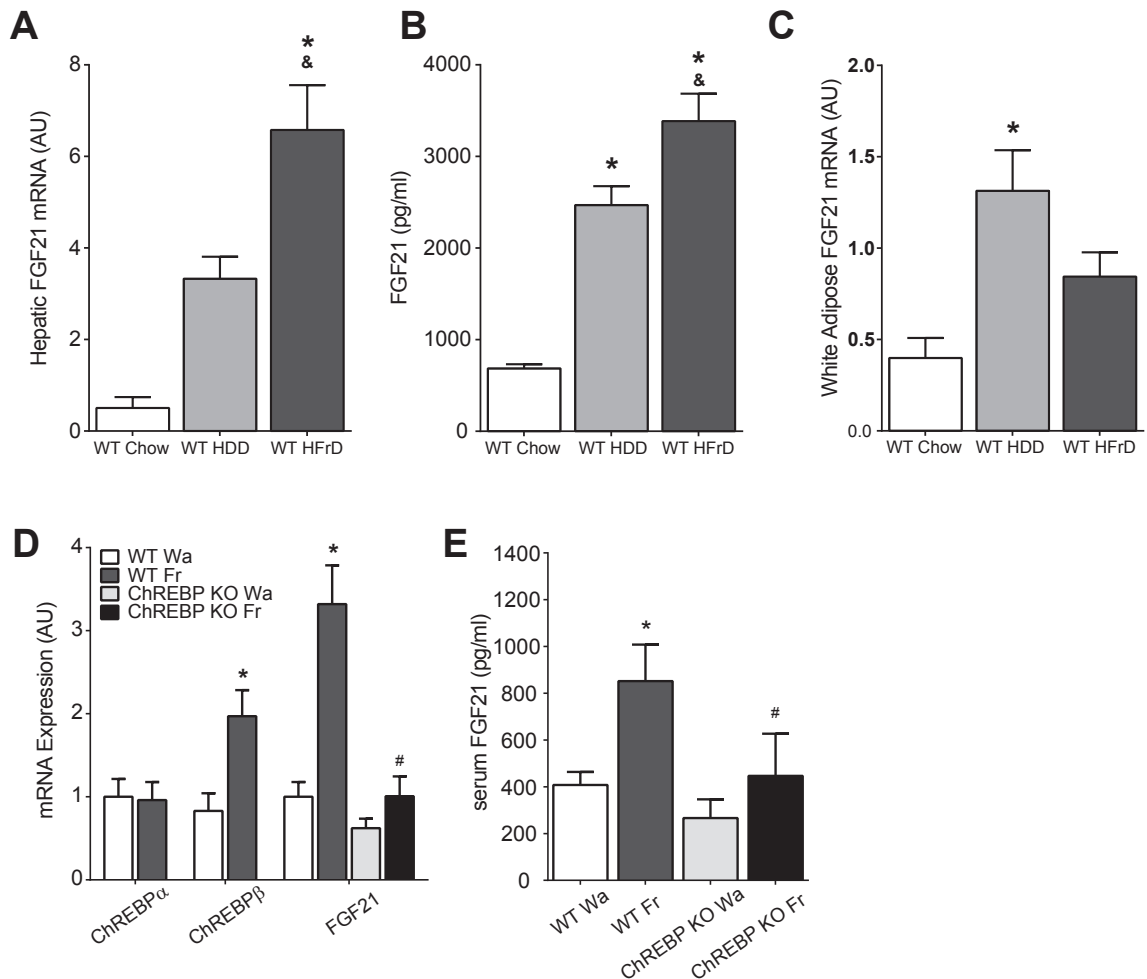 A
Hepatic FGF21 mRNA (AU)
8
6
4
2
0
*
&
WT Chow WT HDD WT HFrD
B
FGF21 (pg/ml)
4000
3000
2000
1000
0
*
*
&
WT Chow WT HDD WT HFrD
C
White Adipose FGF21 mRNA (AU)
2.0
1.5
1.0
0.5
0.0
*
WT Chow WT HDD WT HFrD
D
mRNA Expression (AU)
4
3
2
1
0
WT Wa
WT Fr
ChREBP KO Wa
ChREBP KO Fr
*
*
#
ChREBPα
ChREBPβ
FGF21
E
serum FGF21 (pg/ml)
1400
1200
1000
800
600
400
200
0
*
#
WT Wa
WT Fr
ChREBP KO Wa
ChREBP KO Fr